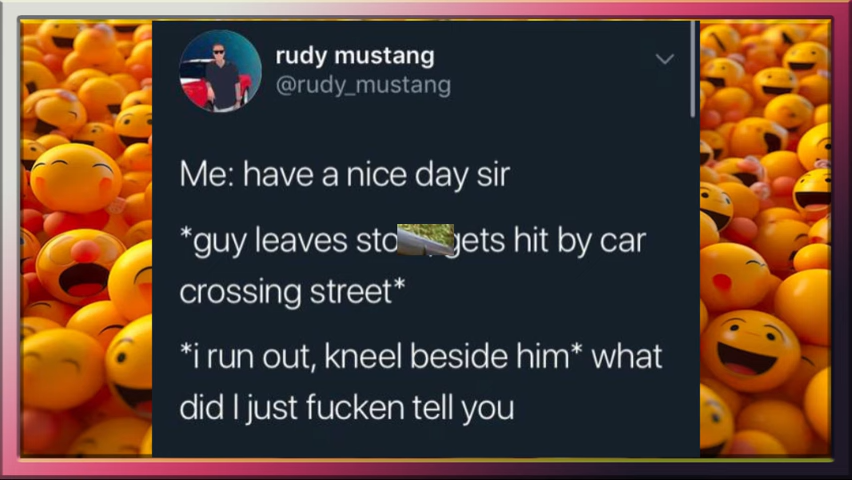 rudy mustang
@rudy_mustang
Me: have a nice day sir
*guy leaves gets hit by car
crossing street*
*i run out, kneel beside him* what
did I just fucken tell you